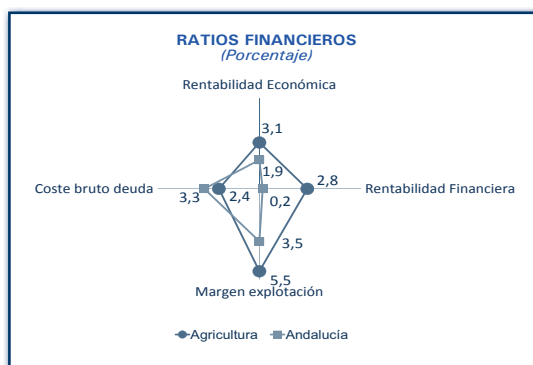 RATIOS FINANCIEROS
(Porcentaje)
Rentabilidad Económica
3,1
1,9
2,8
Coste bruto deuda
3,3
2,4
0,2
Rentabilidad Financiera
3,5
5,5
Margen explotación
Agricultura
Andalucía